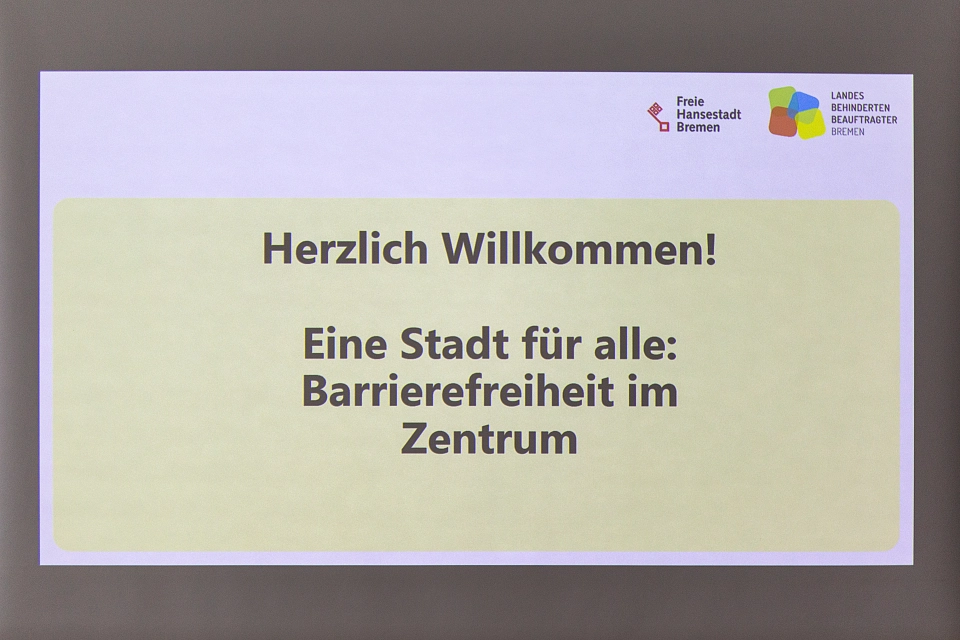 Freie
Hansestadt
Bremen
LANDES
BEHINDERTEN
BEAUFTRAGTER
BREMEN
Herzlich Willkommen!
Eine Stadt für alle:
Barrierefreiheit im
Zentrum